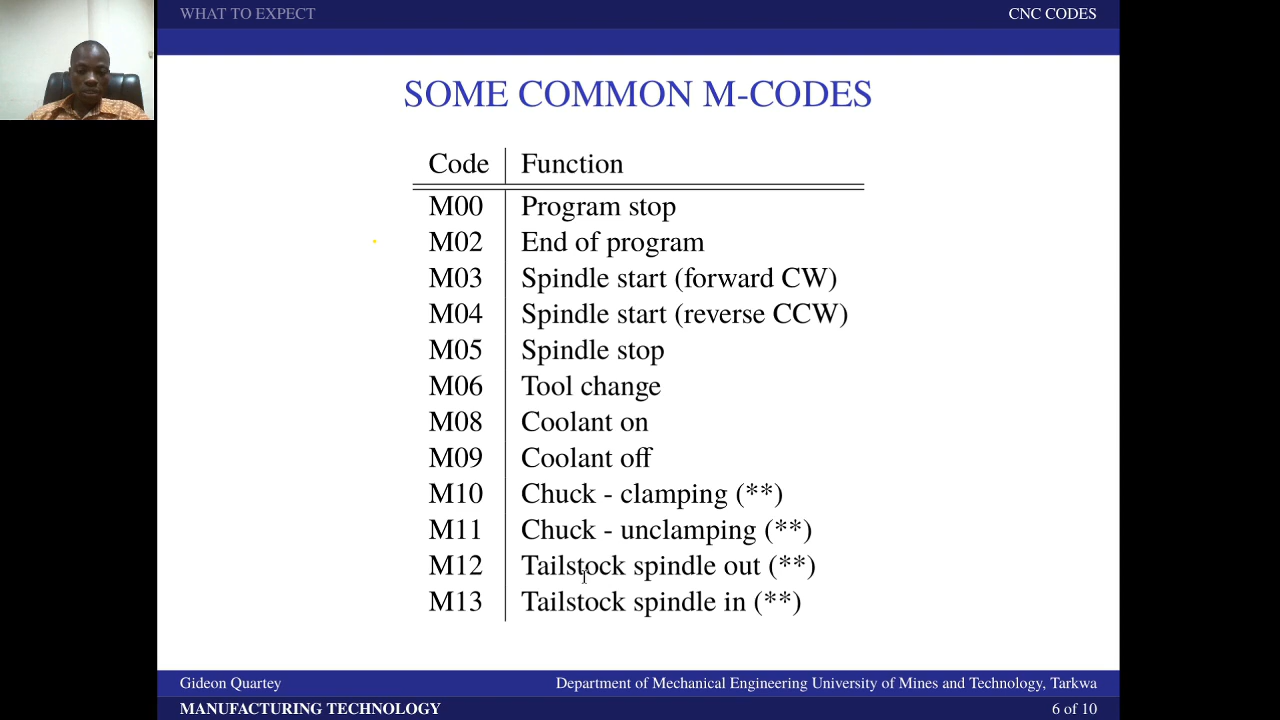 WHAT TO EXPECT CNC CODES
SOME COMMON M-CODES
Code Function
M00 Program stop
M02 End of program
M03 Spindle start (forward CW)
M04 Spindle start (reverse CCW)
M05 Spindle stop
M06 Tool change
M08 Coolant on
M09 Coolant off
M10 Chuck - clamping (**)
M11 Chuck - unclamping (**)
M12 Tailstock spindle out (**)
M13 Tailstock spindle in (**)
Gideon Quartey Department of Mechanical Engineering University of Mines and Technology, Tarkwa
MANUFACTURING TECHNOLOGY 6 of 10